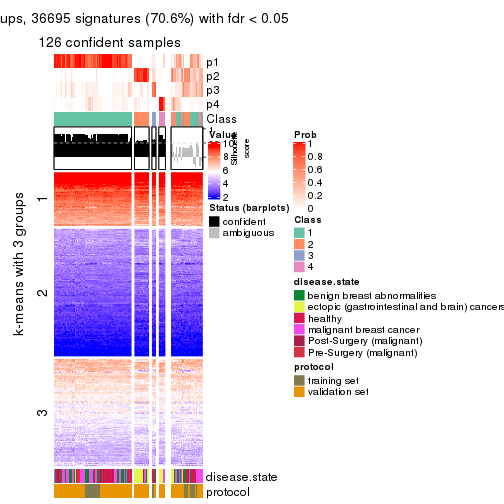 ups, 36695 signatures (70.6%) with fdr < 0.05
126 confident samples
p1
p2
p3
p4
Class
1
Silhouette
score
Value
10
8
6
4
2
Status (barplots)
confident
ambiguous
Prob
1
0.8
0.6
0.4
0.2
0
Class
1
2
3
4
disease.state
benign breast abnormalities
ectopic (gastrointestinal and brain) cancers
healthy
malignant breast cancer
Post-Surgery (malignant)
Pre-Surgery (malignant)
protocol
training set
validation set
k-means with 3 groups
1
2
3
disease.state
protocol